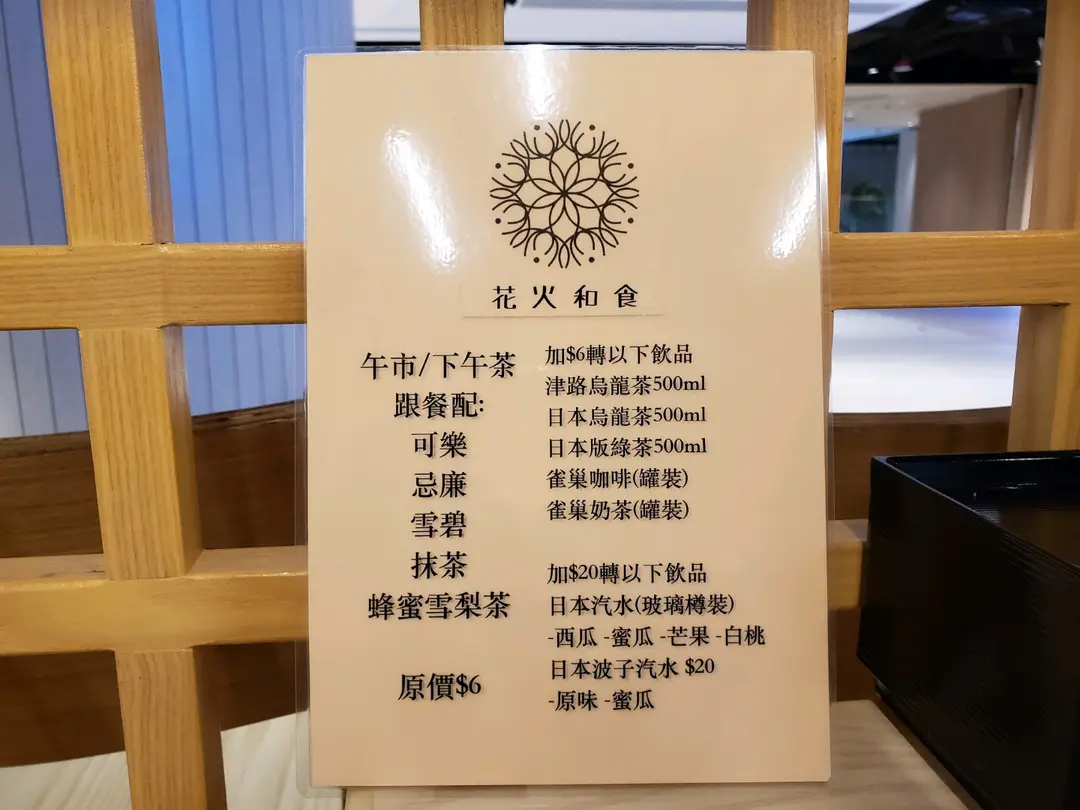 花火和食
午市/下午茶
跟餐配:
可樂
忌廉
雪碧
抹茶
蜂蜜雪梨茶
原價$6
加$6轉以下飲品
津路烏龍茶500ml
日本烏龍茶500ml
日本版綠茶500ml
雀巢咖啡(罐裝)
雀巢奶茶(罐裝)
加$20轉以下飲品
日本汽水(玻璃樽裝)
-西瓜 -蜜瓜 -芒果 -白桃
日本波子汽水 $20
-原味 -蜜瓜